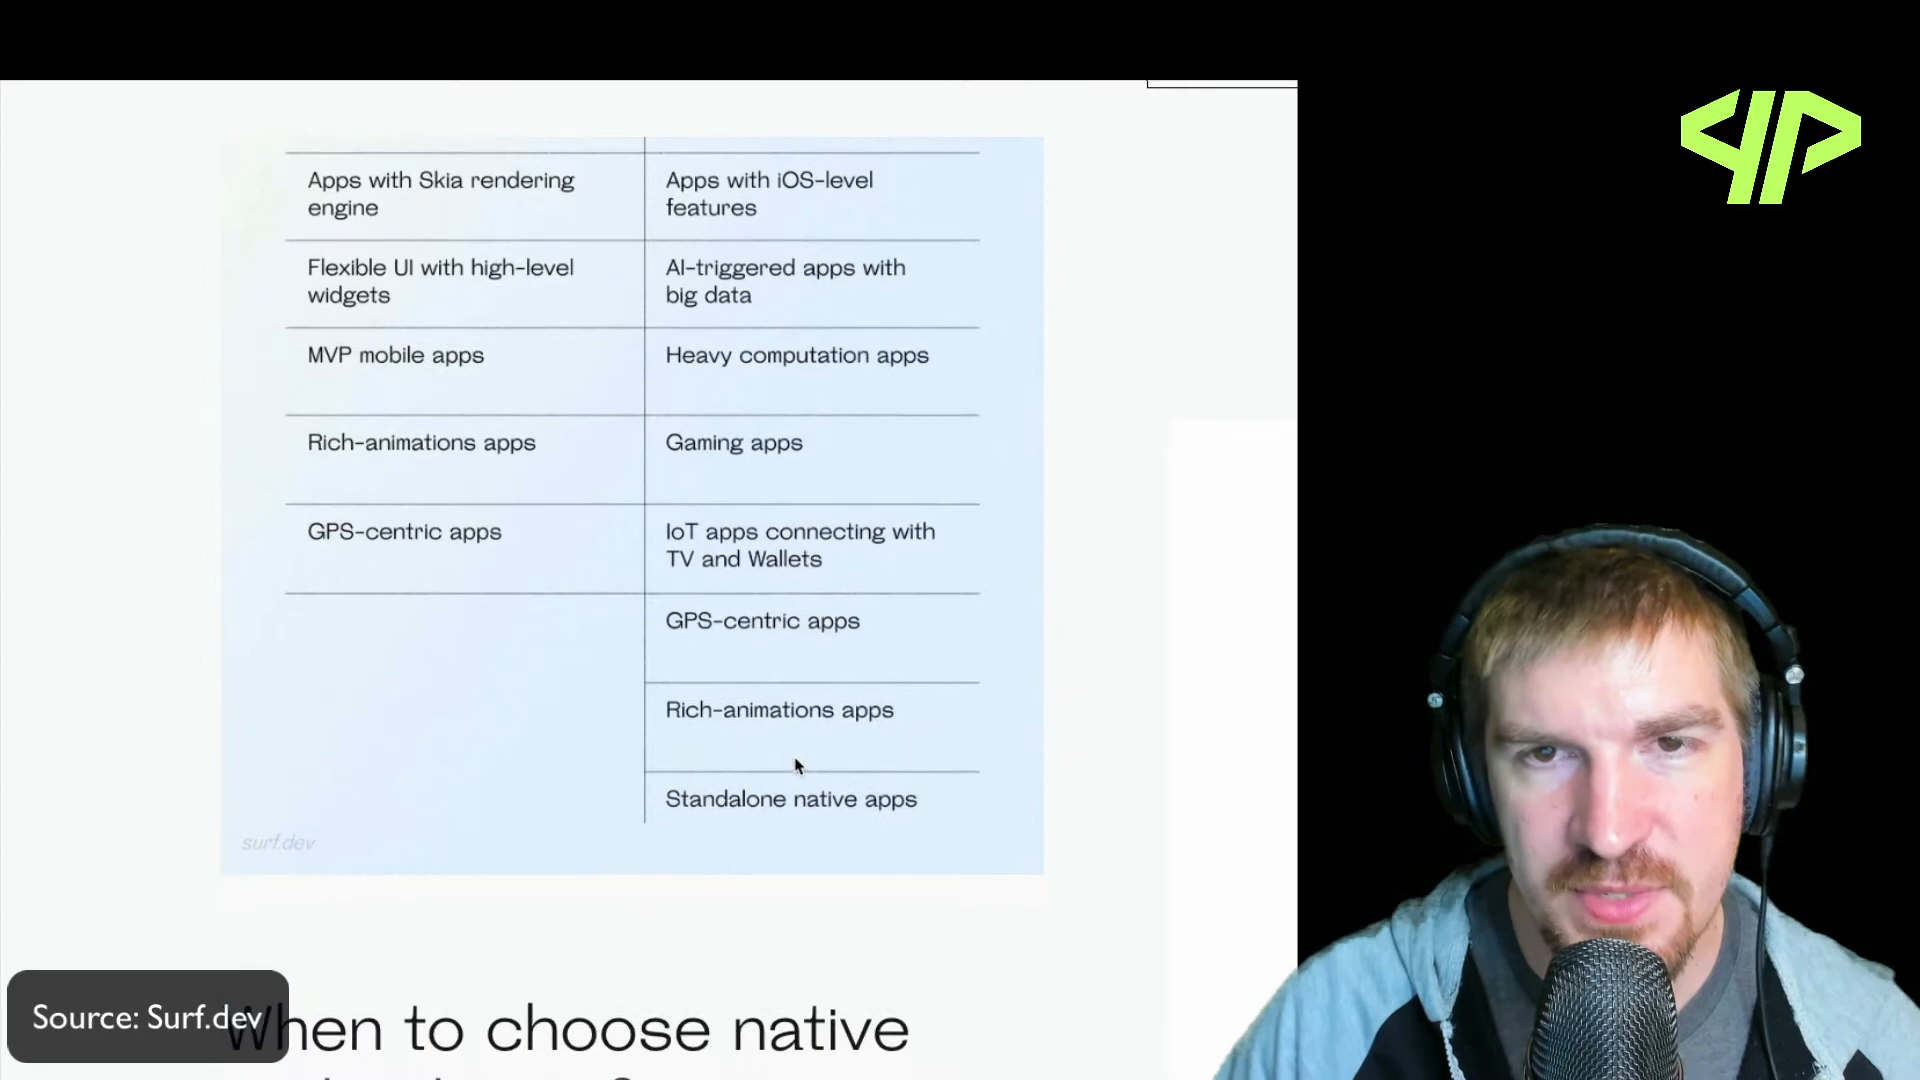 Apps with Skia rendering
engine
Apps with iOS-level
features
Flexible UI with high-level
widgets
AI-triggered apps with
big data
MVP mobile apps
Heavy computation apps
Rich-animations apps
Gaming apps
GPS-centric apps
IoT apps connecting with
TV and Wallets
GPS-centric apps
Rich-animations apps
Standalone native apps
surf.dev
Source: Surf.dev
When to choose native